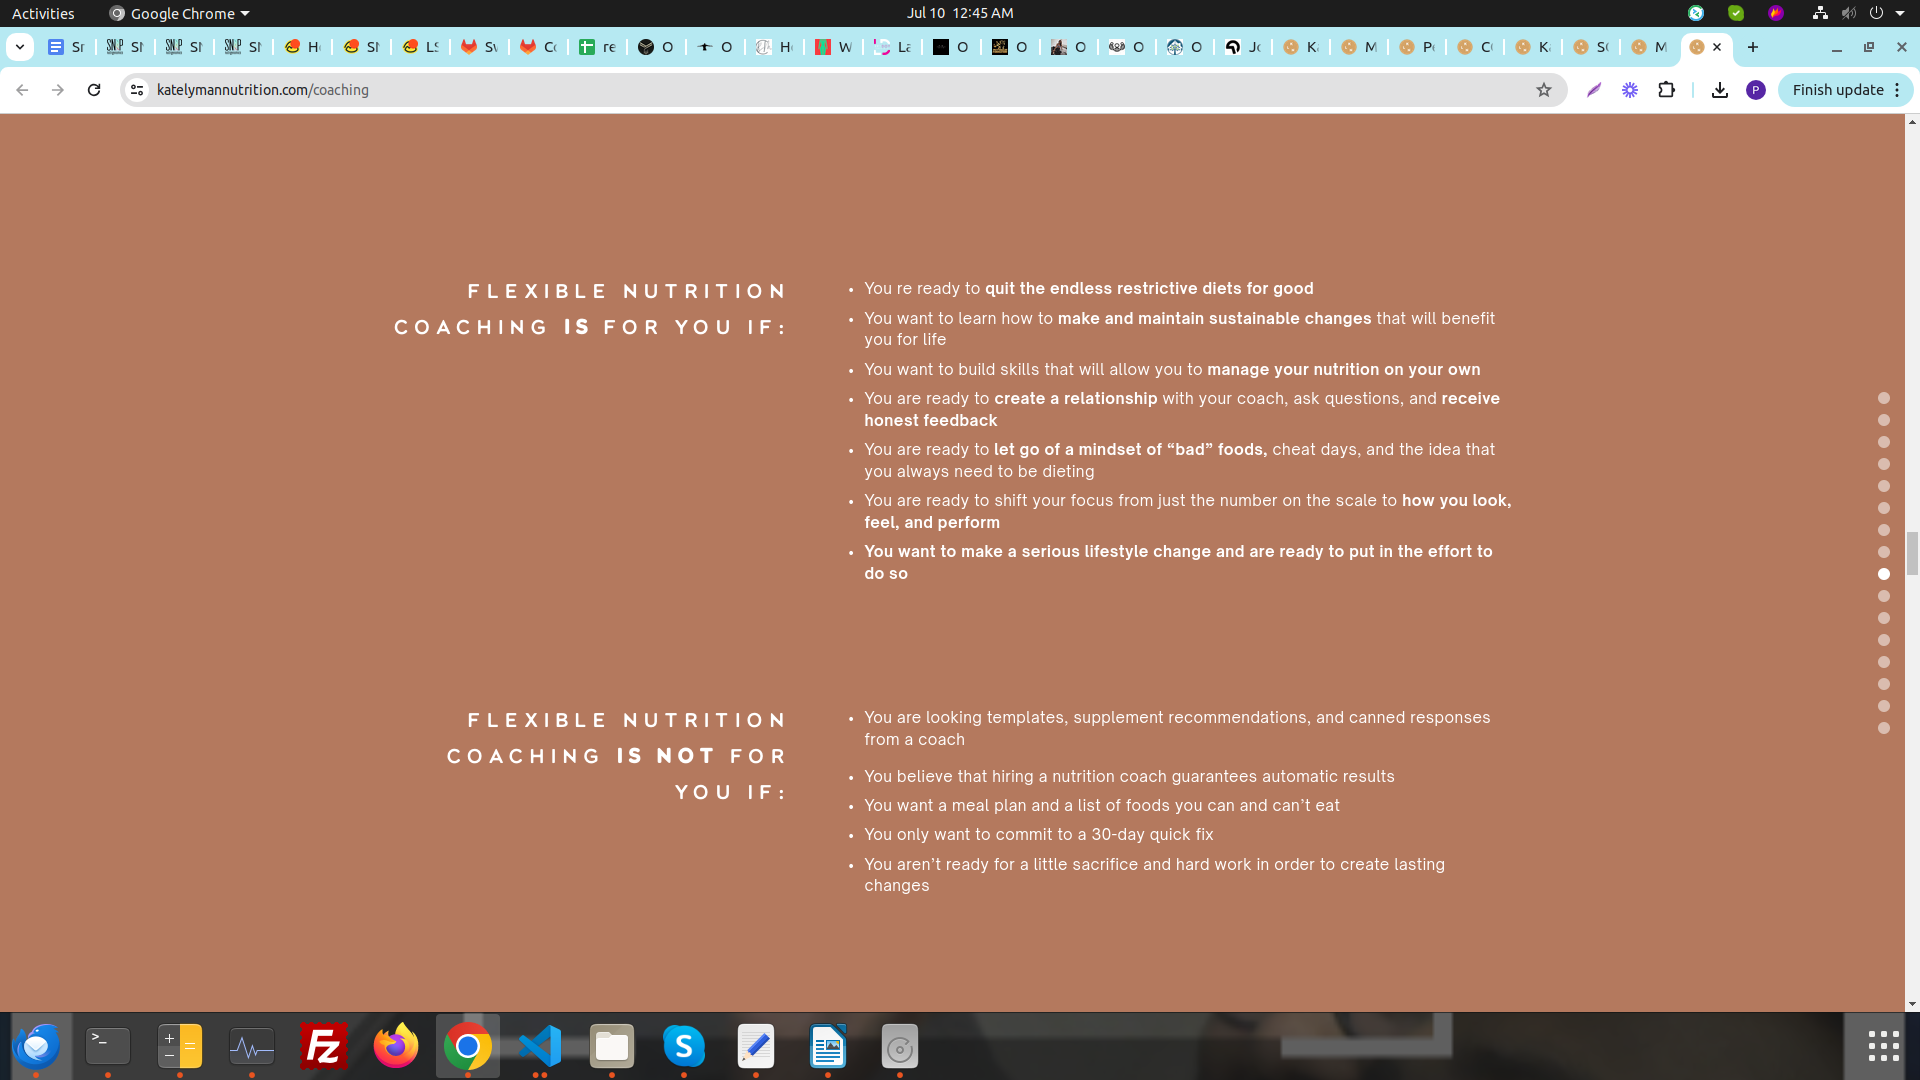 Activities
Google Chrome
Jul 10 12:45 AM
Sr
SN
SN
SN
H
SN
LS
Sv
C
re
O
O
H
W
La
O
O
O
O
O
Jc
K
M
P
C
K
S
M
katelymannutrition.com/coaching
P
Finish update
FLEXIBLE NUTRITION
COACHING IS FOR YOU IF:
• You re ready to quit the endless restrictive diets for good
• You want to learn how to make and maintain sustainable changes that will benefit
you for life
• You want to build skills that will allow you to manage your nutrition on your own
• You are ready to create a relationship with your coach, ask questions, and receive
honest feedback
• You are ready to let go of a mindset of “bad” foods, cheat days, and the idea that
you always need to be dieting
• You are ready to shift your focus from just the number on the scale to how you look,
feel, and perform
• You want to make a serious lifestyle change and are ready to put in the effort to
do so
FLEXIBLE NUTRITION
COACHING IS NOT FOR
YOU IF:
• You are looking templates, supplement recommendations, and canned responses
from a coach
• You believe that hiring a nutrition coach guarantees automatic results
• You want a meal plan and a list of foods you can and can’t eat
• You only want to commit to a 30-day quick fix
• You aren’t ready for a little sacrifice and hard work in order to create lasting
changes